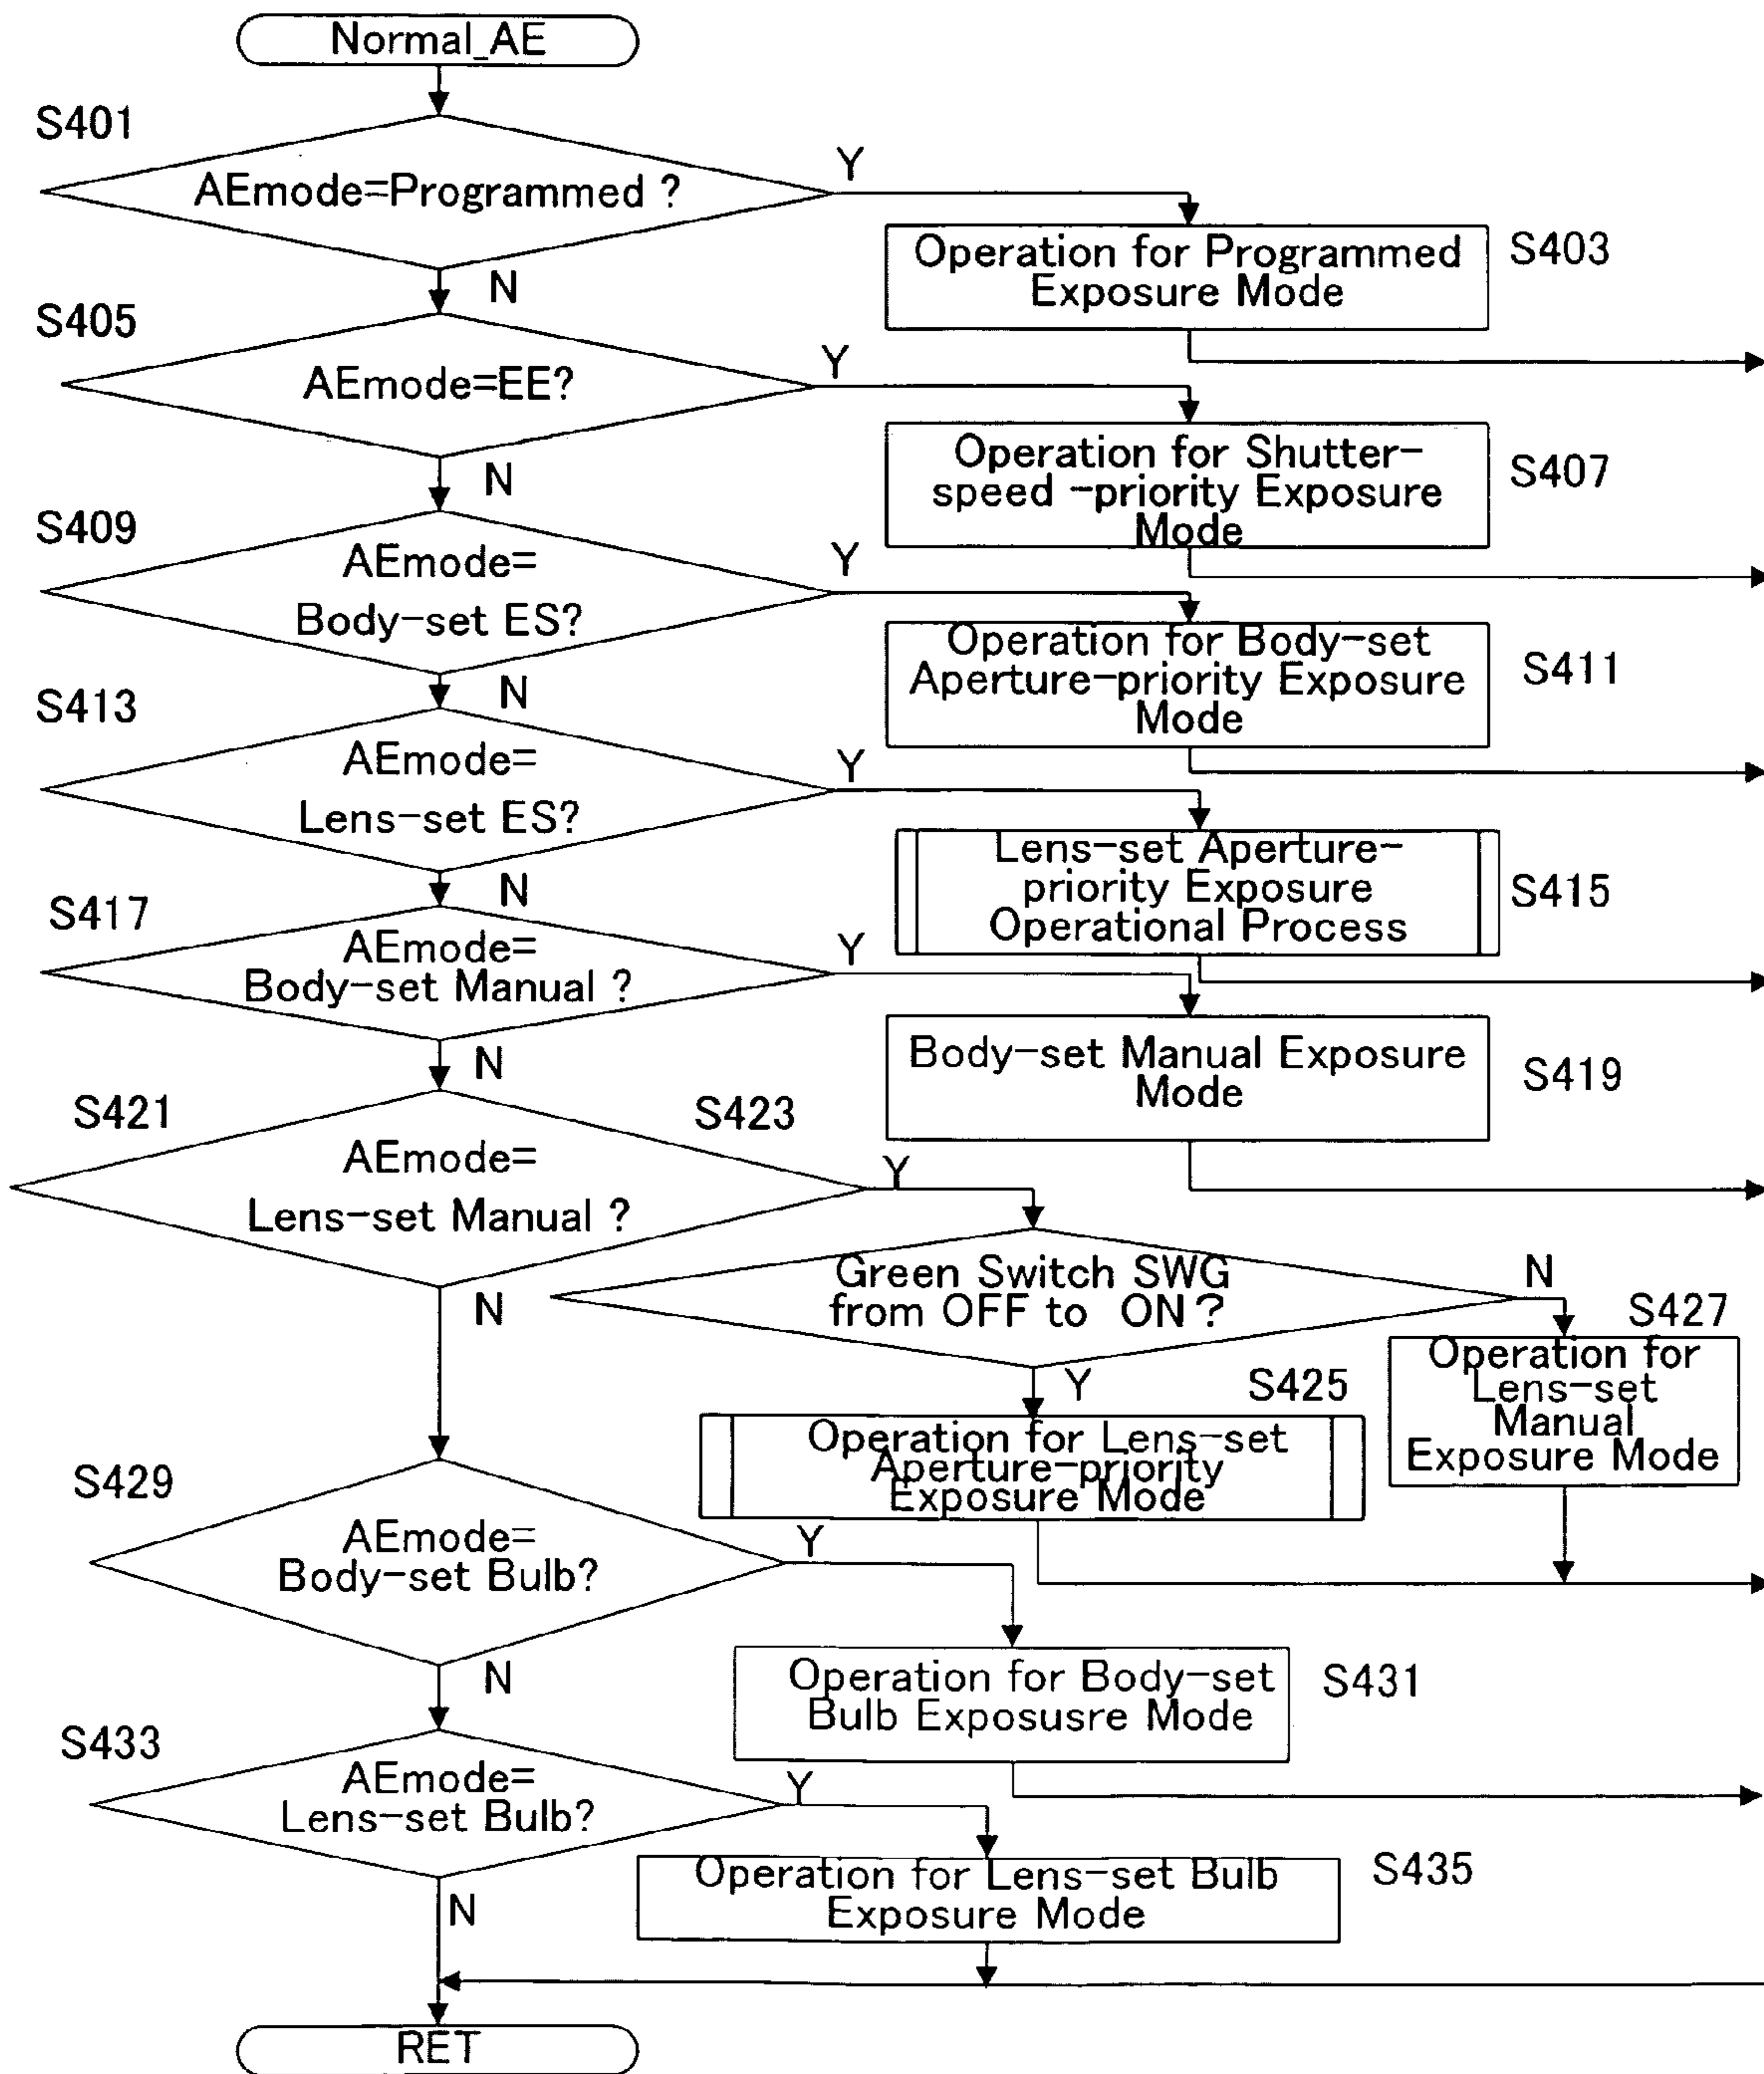 Normal_AE
S401
AEmode=Programmed ?
Y
N
Operation for Programmed
Exposure Mode
S403
S405
AEmode=EE?
Y
N
Operation for Shutter-
speed -priority Exposure
Mode
S407
S409
AEmode=
Body-set ES?
Y
N
Operation for Body-set
Aperture-priority Exposure
Mode
S411
S413
AEmode=
Lens-set ES?
Y
N
Lens-set Aperture-
priority Exposure
Operational Process
S415
S417
AEmode=
Body-set Manual ?
Y
N
Body-set Manual Exposure
Mode
S419
S421
AEmode=
Lens-set Manual ?
Y
N
S423
Green Switch SWG
from OFF to ON ?
N
Y
S427
Operation for
Lens-set
Manual
Exposure Mode
S425
Operation for Lens-set
Aperture-priority
Exposure Mode
S429
AEmode=
Body-set Bulb?
Y
N
Operation for Body-set
Bulb Exposusre Mode
S431
S433
AEmode=
Lens-set Bulb?
Y
N
Operation for Lens-set Bulb
Exposure Mode
S435
RET